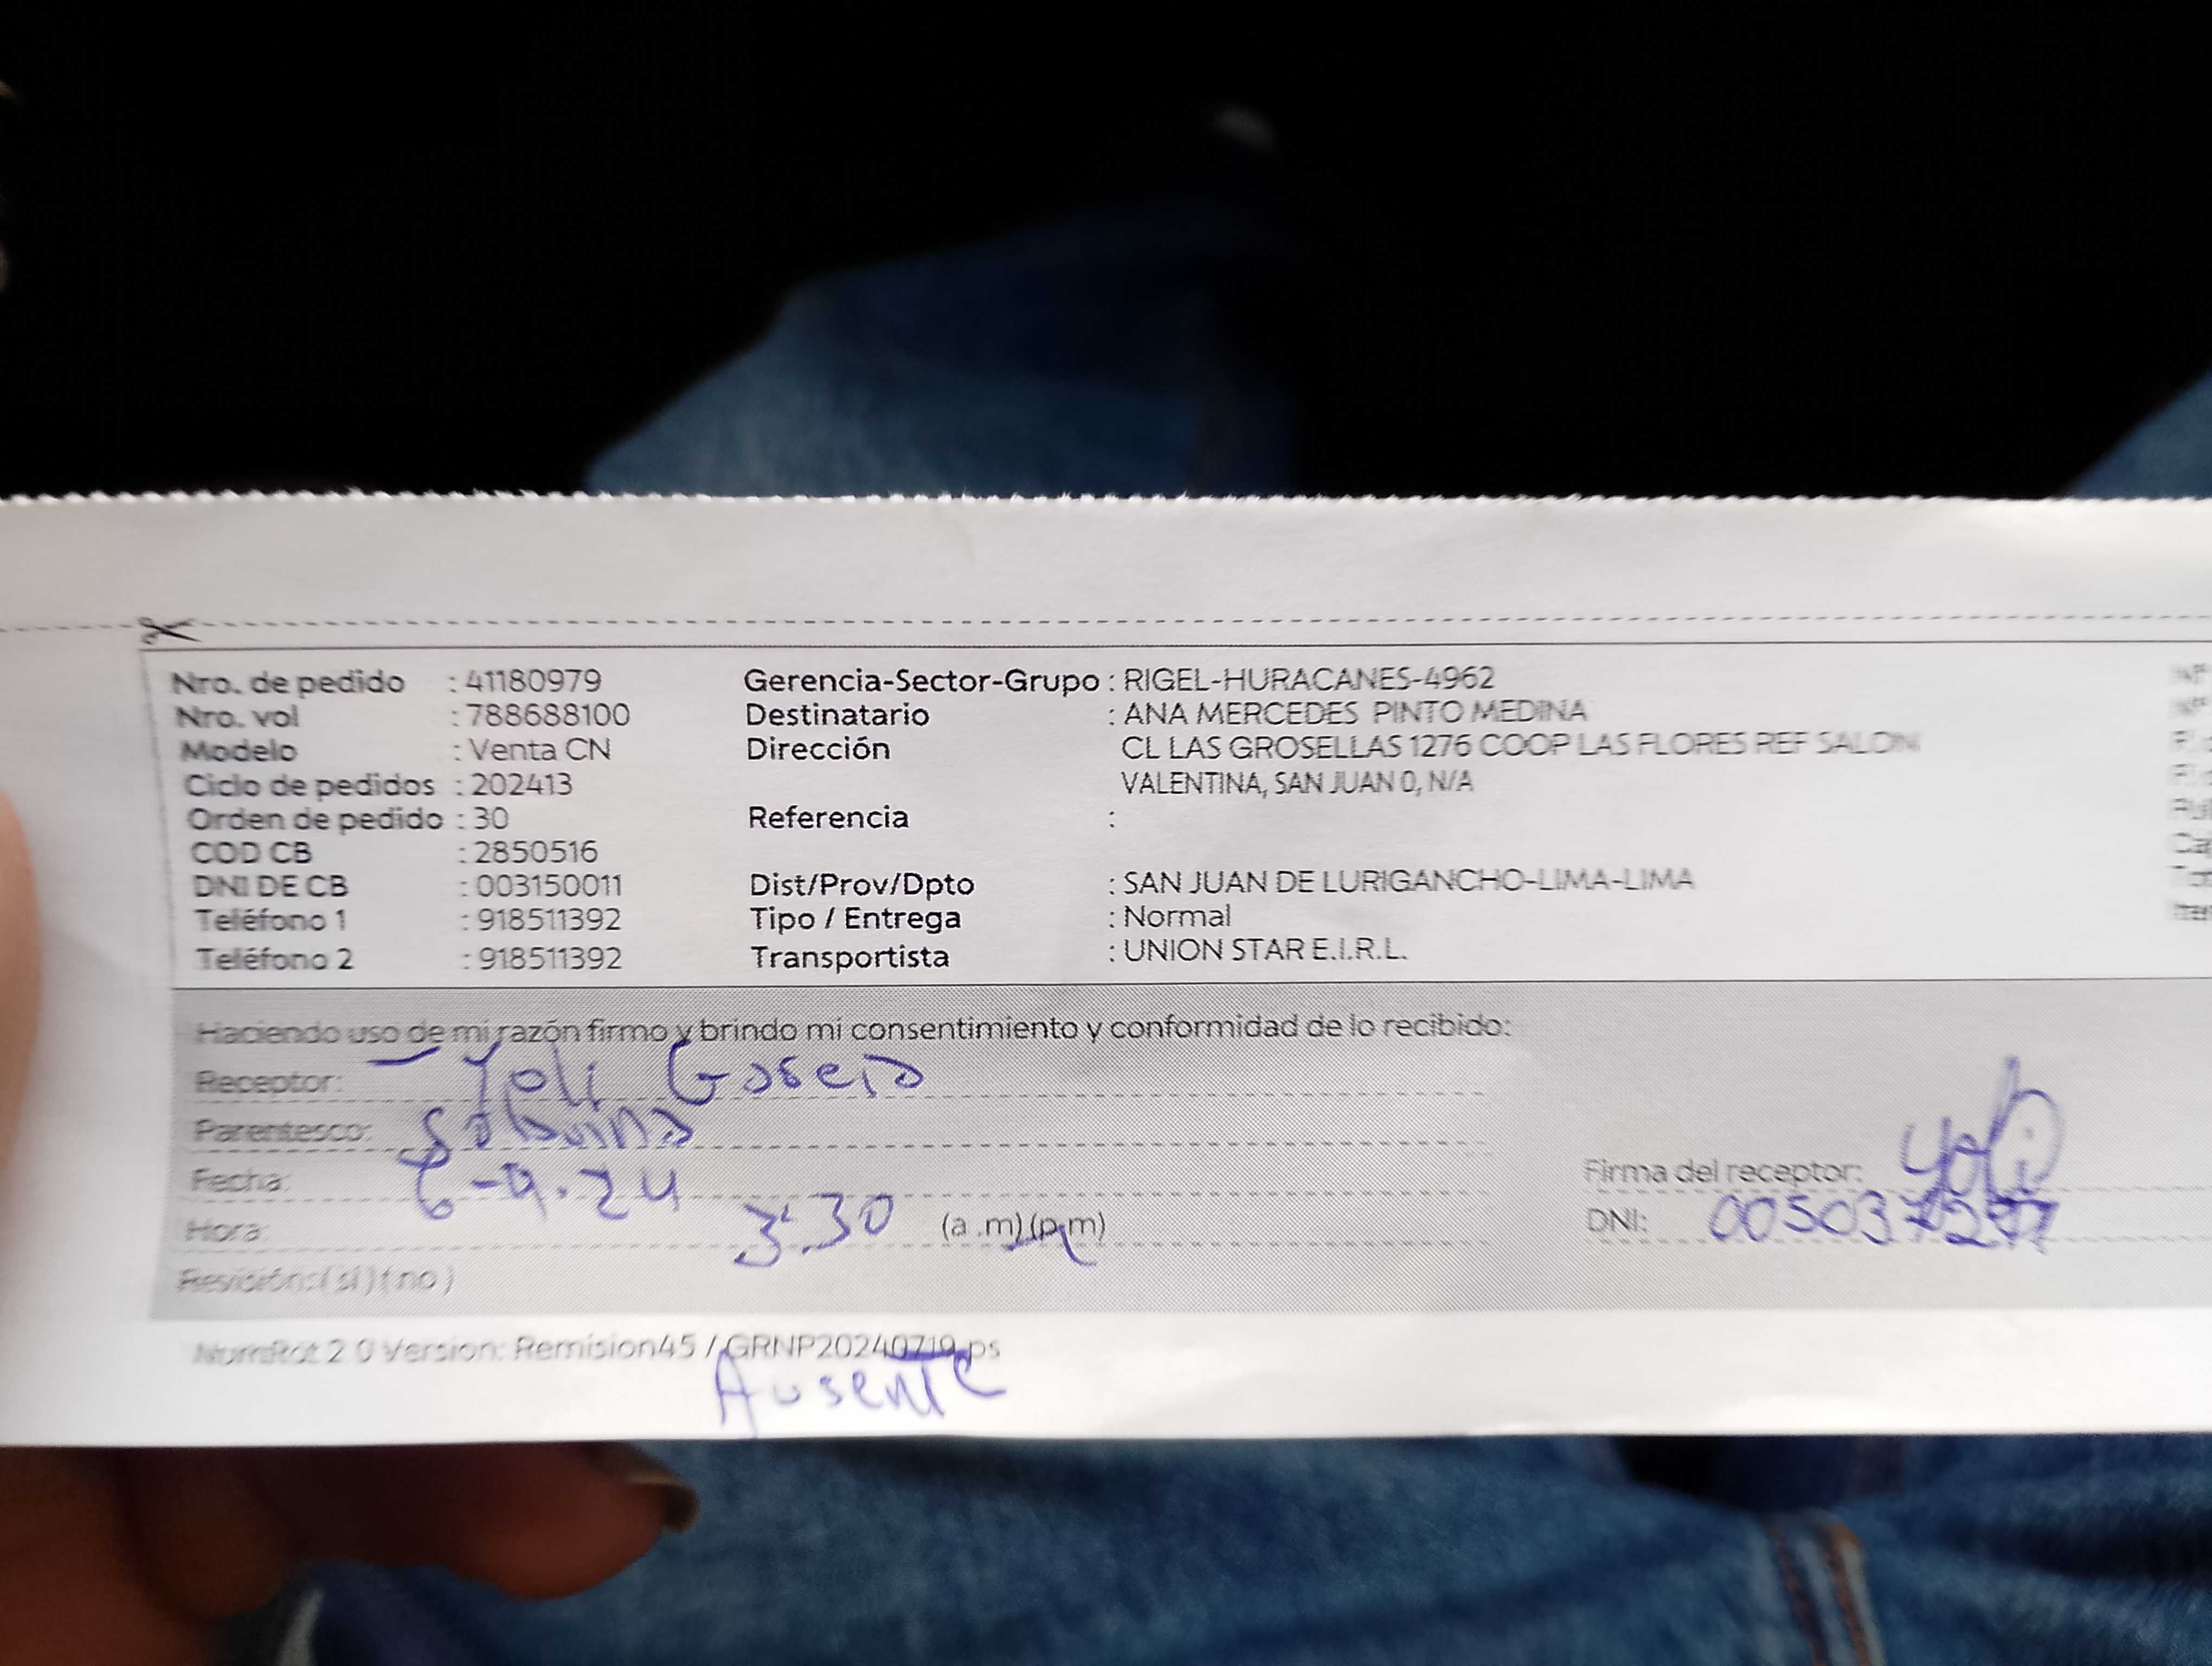 Nro. de pedido : 41180979 Gerencia-Sector-Grupo : RIGEL-HURACANES-4962
Nro. vol : 788688100 Destinatario : ANA MERCEDES PINTO MEDINA
Modelo : Venta CN Dirección CL LAS GROSELLAS 1276 COOP LAS FLORES REF SALON
Ciclo de pedidos : 202413 VALENTINA, SAN JUAN 0, N/A
Orden de pedido : 30 Referencia :
COD CB : 2850516
DNI DE CB : 003150011 Dist/Prov/Dpto : SAN JUAN DE LURIGANCHO-LIMA-LIMA
Teléfono 1 : 918511392 Tipo / Entrega : Normal
Teléfono 2 : 918511392 Transportista : UNION STAR E.I.R.L.
Haciendo uso de mi razón firmo y brindo mi consentimiento y conformidad de lo recibido:
Receptor: Yoli
Parentesco: Sobrina
Fecha: 6-9.24 Firma del receptor: Yoli
Hora: 3:30 (a.m)(p.m) DNI:
Revisión:(si)(no)
2 0 Version: Remision45 / GRNP20240719.ps
Ausente